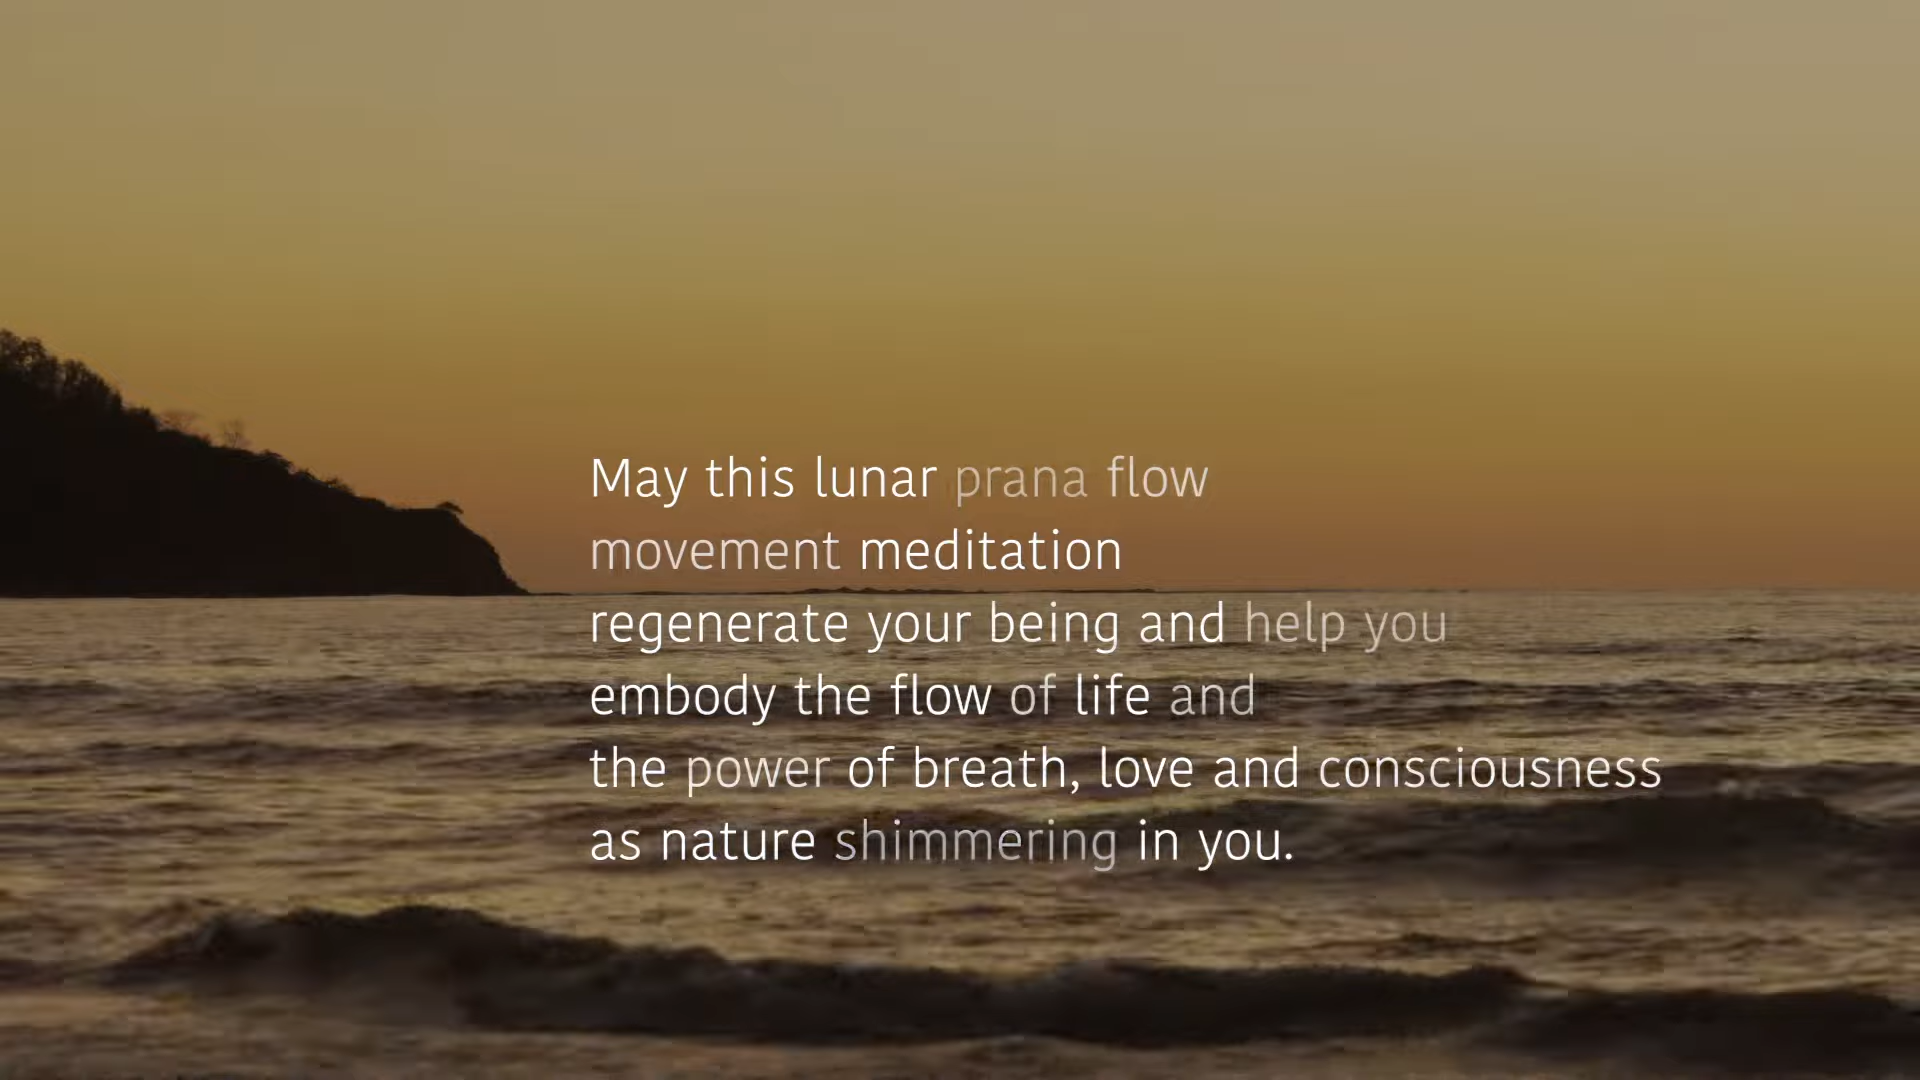 May this lunar prana flow
movement meditation
regenerate your being and help you
embody the flow of life and
the power of breath, love and consciousness
as nature shimmering in you.